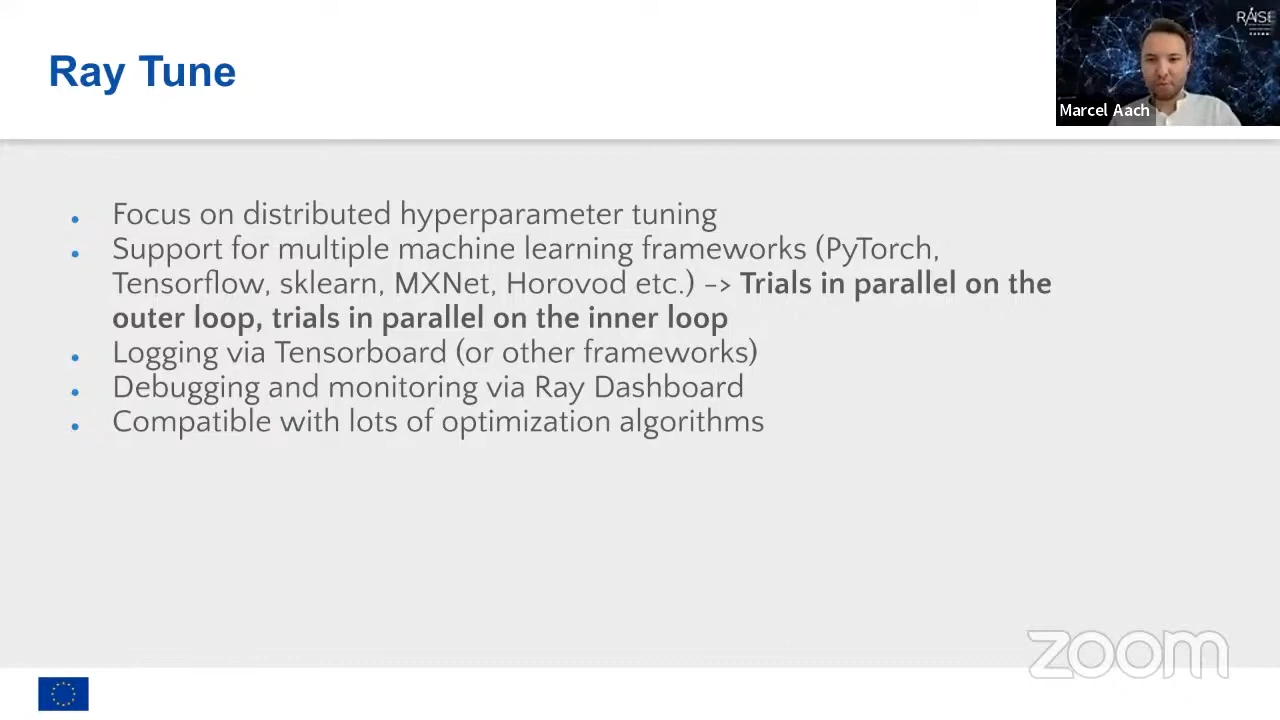 Ray Tune
RAISE
Marcel Aach
Focus on distributed hyperparameter tuning
Support for multiple machine learning frameworks (PyTorch,
Tensorflow, sklearn, MXNet, Horovod etc.) -> Trials in parallel on the
outer loop, trials in parallel on the inner loop
Logging via Tensorboard (or other frameworks)
Debugging and monitoring via Ray Dashboard
Compatible with lots of optimization algorithms
zoom